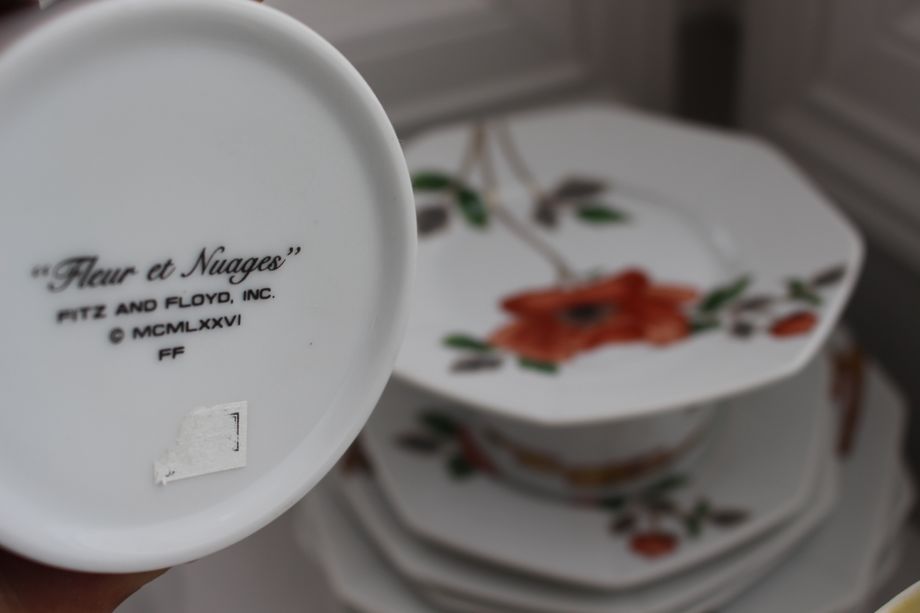 “Fleur et Nuages”
FITZ AND FLOYD, INC.
© MCMLXXVI
FF